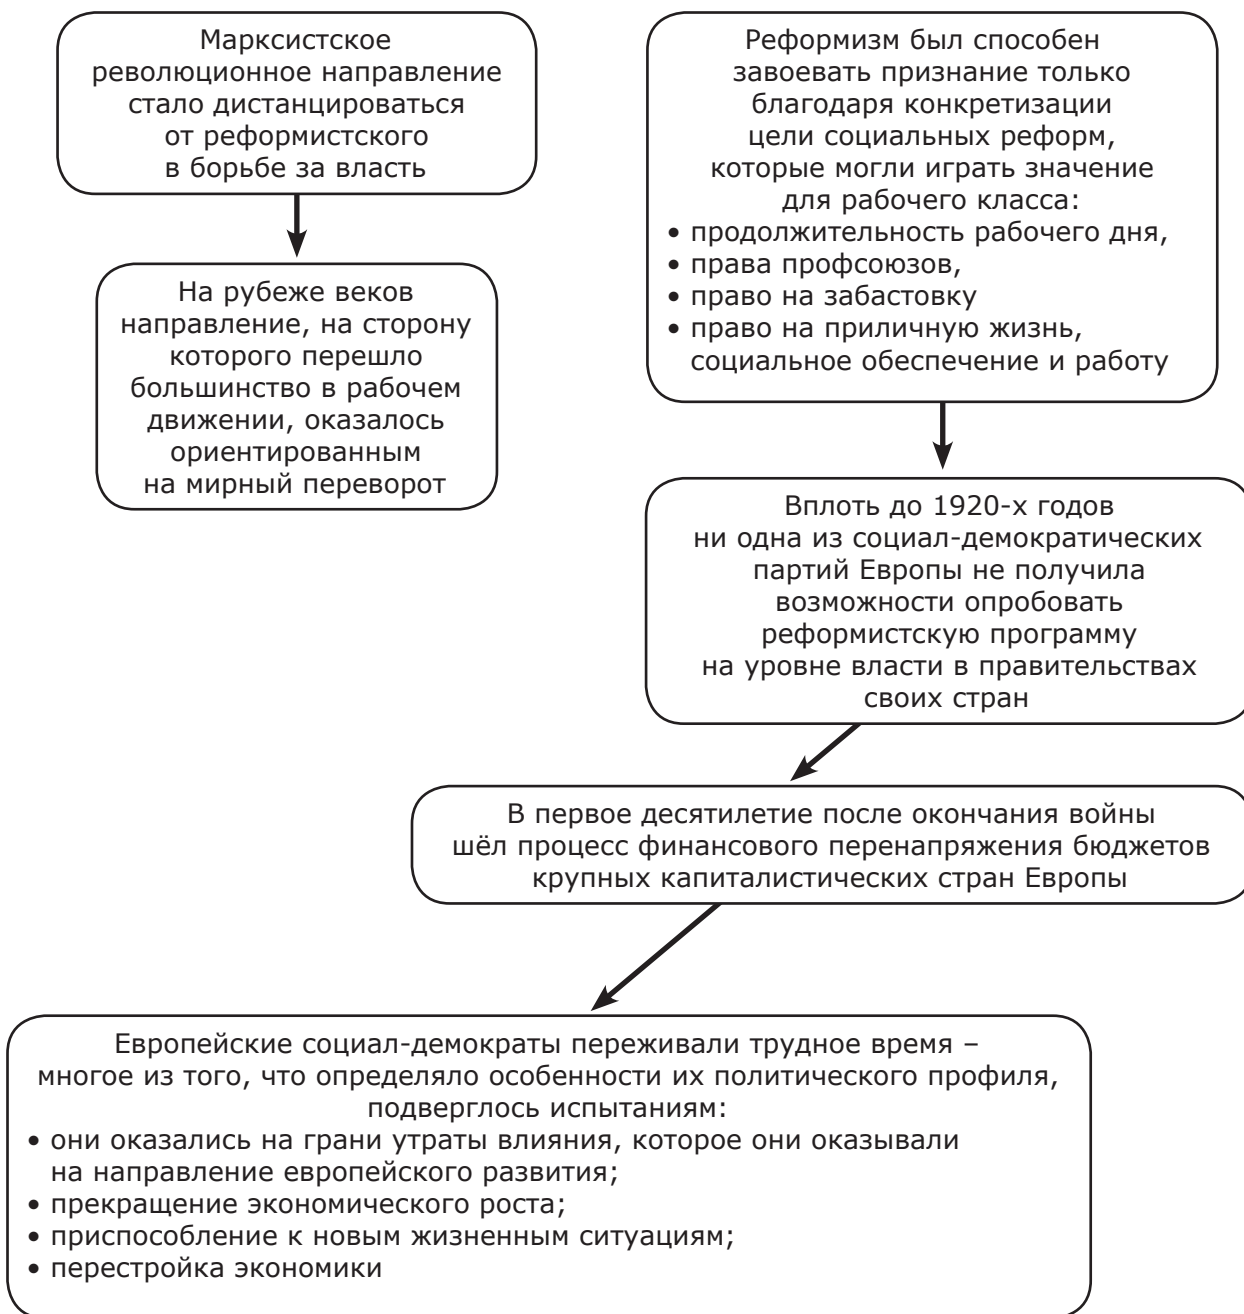 Марксистское
революционное направление
стало дистанцироваться
от реформистского
в борьбе за власть
На рубеже веков
направление, на сторону
которого перешло
большинство в рабочем
движении, оказалось
ориентированным
на мирный переворот
Реформизм был способен
завоевать признание только
благодаря конкретизации
цели социальных реформ,
которые могли играть значение
для рабочего класса:
• продолжительность рабочего дня,
• права профсоюзов,
• право на забастовку
• право на приличную жизнь,
социальное обеспечение и работу
Вплоть до 1920-х годов
ни одна из социал-демократических
партий Европы не получила
возможности опробовать
реформистскую программу
на уровне власти в правительствах
своих стран
В первое десятилетие после окончания войны
шёл процесс финансового перенапряжения бюджетов
крупных капиталистических стран Европы
Европейские социал-демократы переживали трудное время –
многое из того, что определяло особенности их политического профиля,
подверглось испытаниям:
• они оказались на грани утраты влияния, которое они оказывали
на направление европейского развития;
• прекращение экономического роста;
• приспособление к новым жизненным ситуациям;
• перестройка экономики